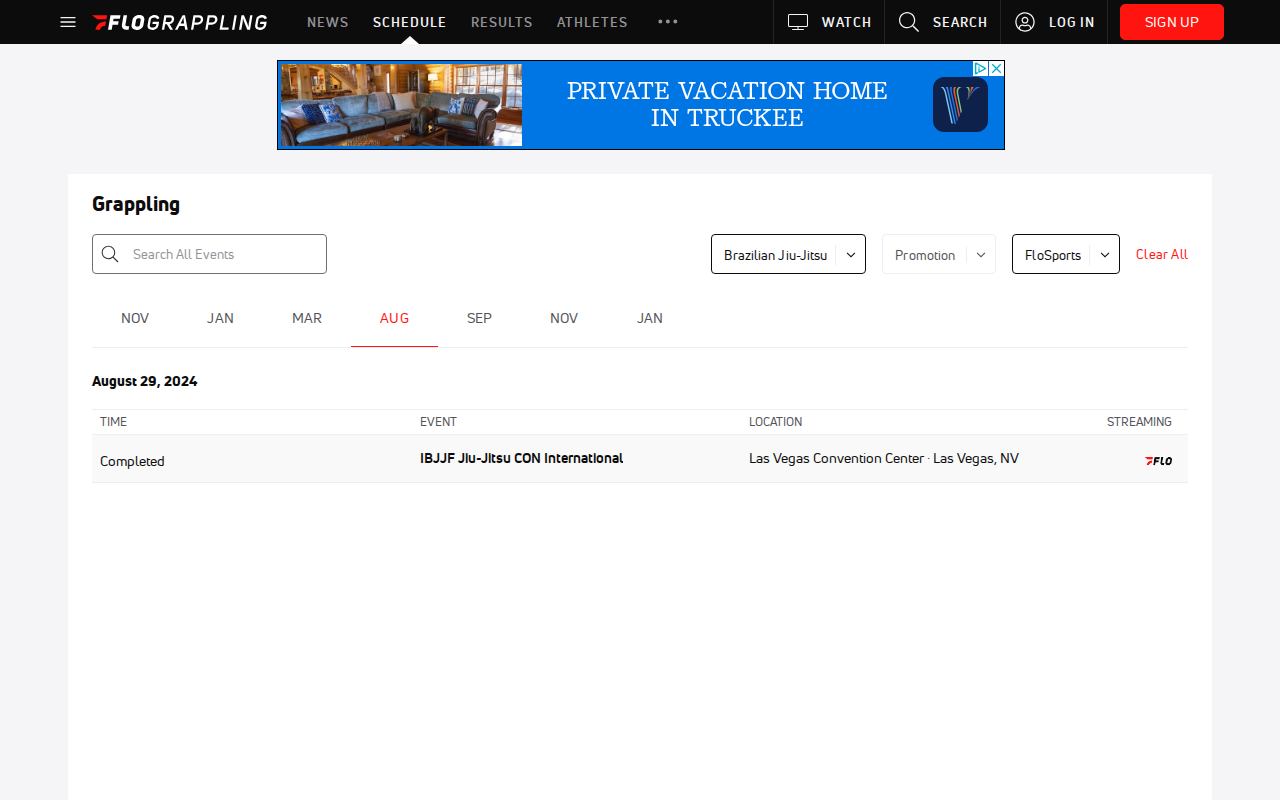 FLOGRAPPLING NEWS SCHEDULE RESULTS ATHLETES WATCH SEARCH LOG IN SIGN UP
PRIVATE VACATION HOME
IN TRUCKEE
Grappling
Search All Events Brazilian Jiu-Jitsu Promotion FloSports Clear All
NOV JAN MAR AUG SEP NOV JAN
August 29, 2024
TIME EVENT LOCATION STREAMING
Completed IBJJF Jiu-Jitsu CON International Las Vegas Convention Center · Las Vegas, NV FLO